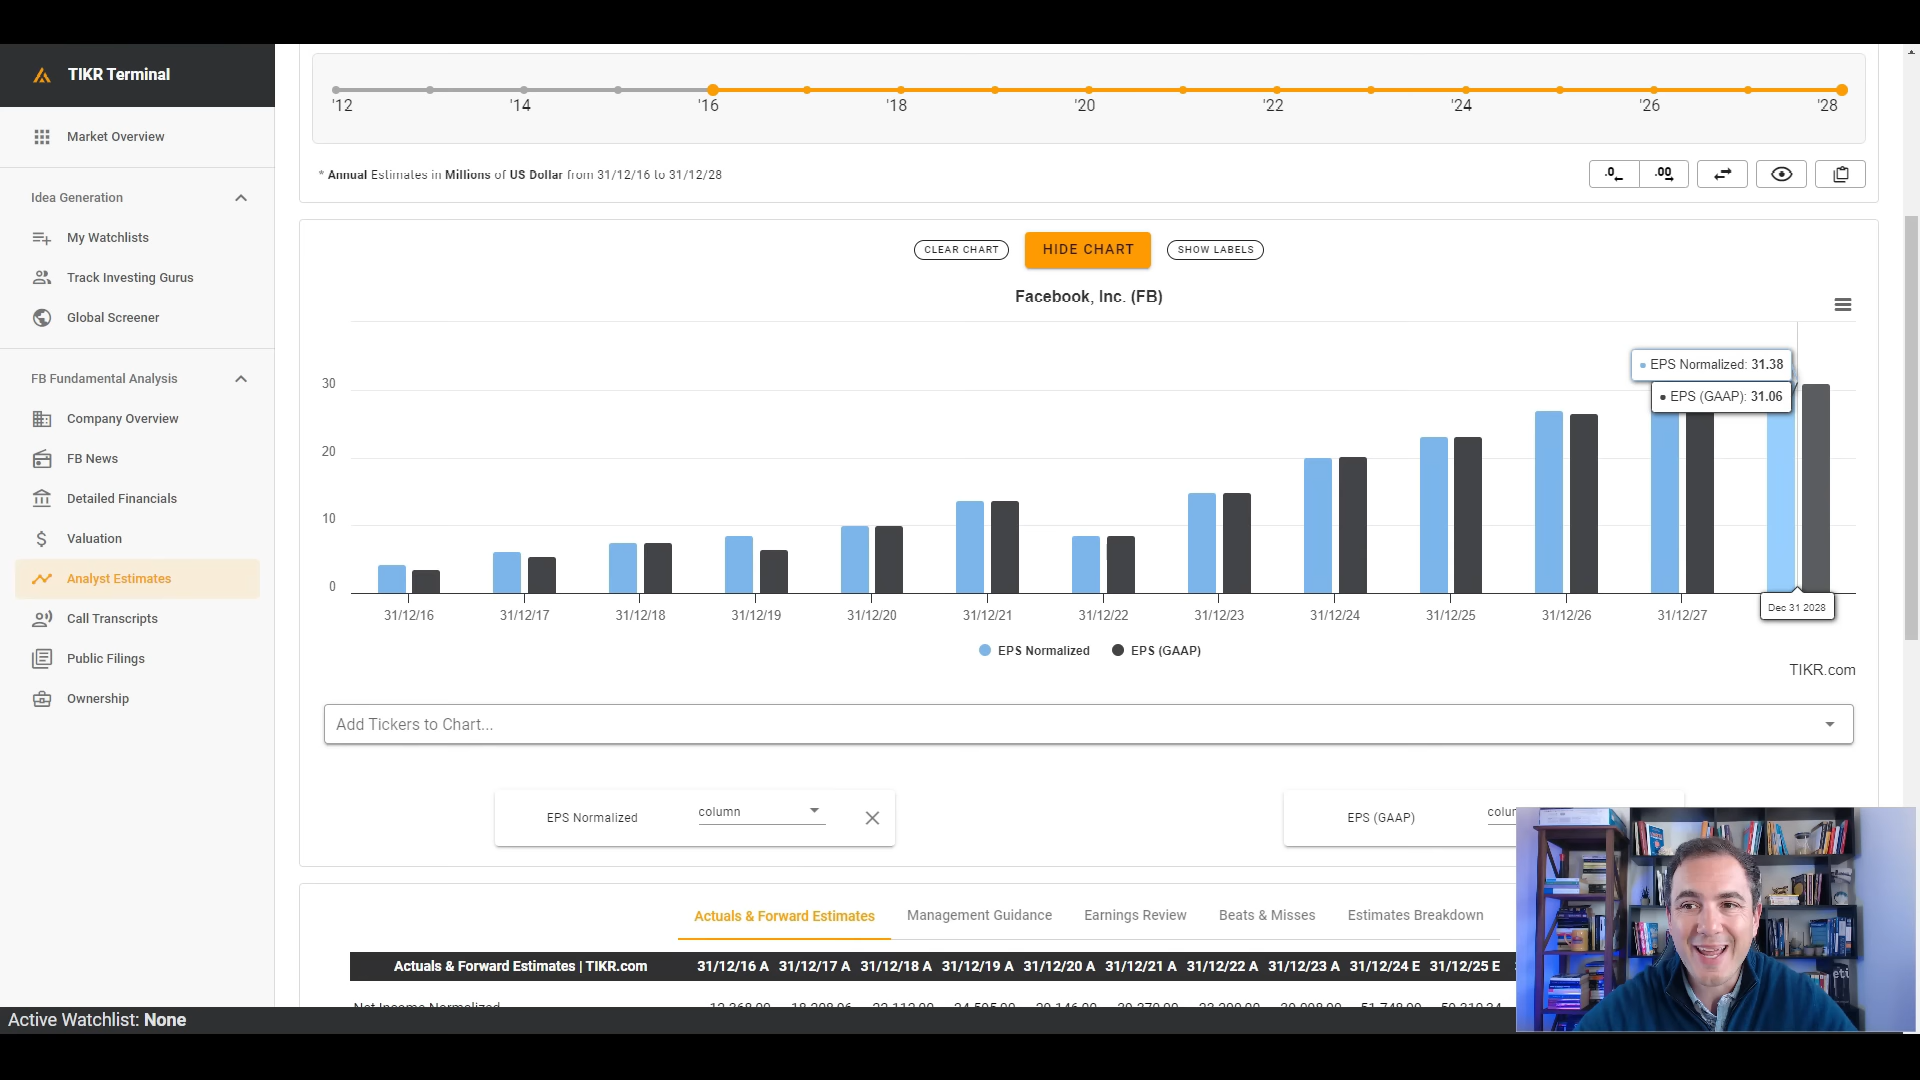 TIKR Terminal
Market Overview
Idea Generation
My Watchlists
Track Investing Gurus
Global Screener
FB Fundamental Analysis
Company Overview
FB News
Detailed Financials
Valuation
Analyst Estimates
Call Transcripts
Public Filings
Ownership
'12 '14 '16 '18 '20 '22 '24 '26 '28
* Annual Estimates in Millions of US Dollar from 31/12/16 to 31/12/28
.0 .00
CLEAR CHART HIDE CHART SHOW LABELS
Facebook, Inc. (FB)
EPS Normalized: 31.38
EPS (GAAP): 31.06
30
20
10
0
31/12/16 31/12/17 31/12/18 31/12/19 31/12/20 31/12/21 31/12/22 31/12/23 31/12/24 31/12/25 31/12/26 31/12/27
Dec 31 2028
EPS Normalized EPS (GAAP)
TIKR.com
Add Tickers to Chart...
EPS Normalized column
EPS (GAAP)
Actuals & Forward Estimates Management Guidance Earnings Review Beats & Misses Estimates Breakdown
Actuals & Forward Estimates | TIKR.com 31/12/16 A 31/12/17 A 31/12/18 A 31/12/19 A 31/12/20 A 31/12/21 A 31/12/22 A 31/12/23 A 31/12/24 E 31/12/25 E
Net Income Normalized
Active Watchlist: None